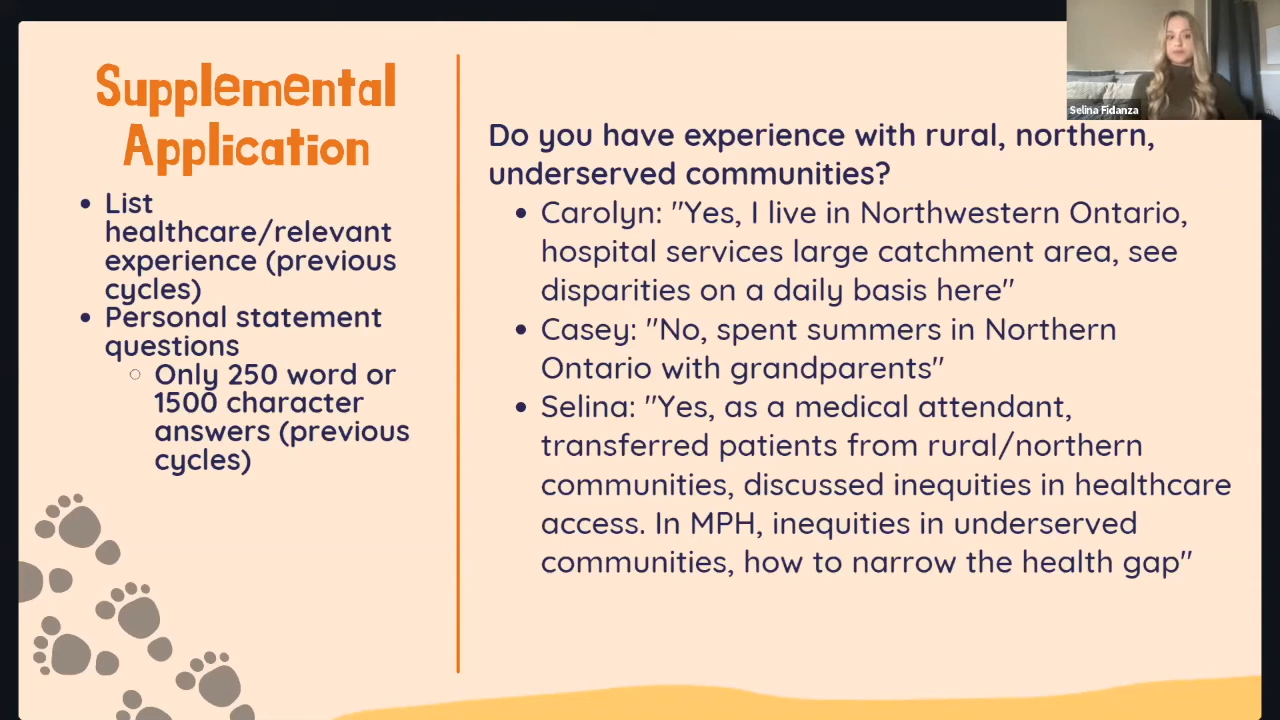 Supplemental
Application
• List
healthcare/relevant
experience (previous
cycles)
• Personal statement
questions
○ Only 250 word or
1500 character
answers (previous
cycles)
Do you have experience with rural, northern,
underserved communities?
• Carolyn: "Yes, I live in Northwestern Ontario,
hospital services large catchment area, see
disparities on a daily basis here"
• Casey: "No, spent summers in Northern
Ontario with grandparents"
• Selina: "Yes, as a medical attendant,
transferred patients from rural/northern
communities, discussed inequities in healthcare
access. In MPH, inequities in underserved
communities, how to narrow the health gap"
Selina Fidanza